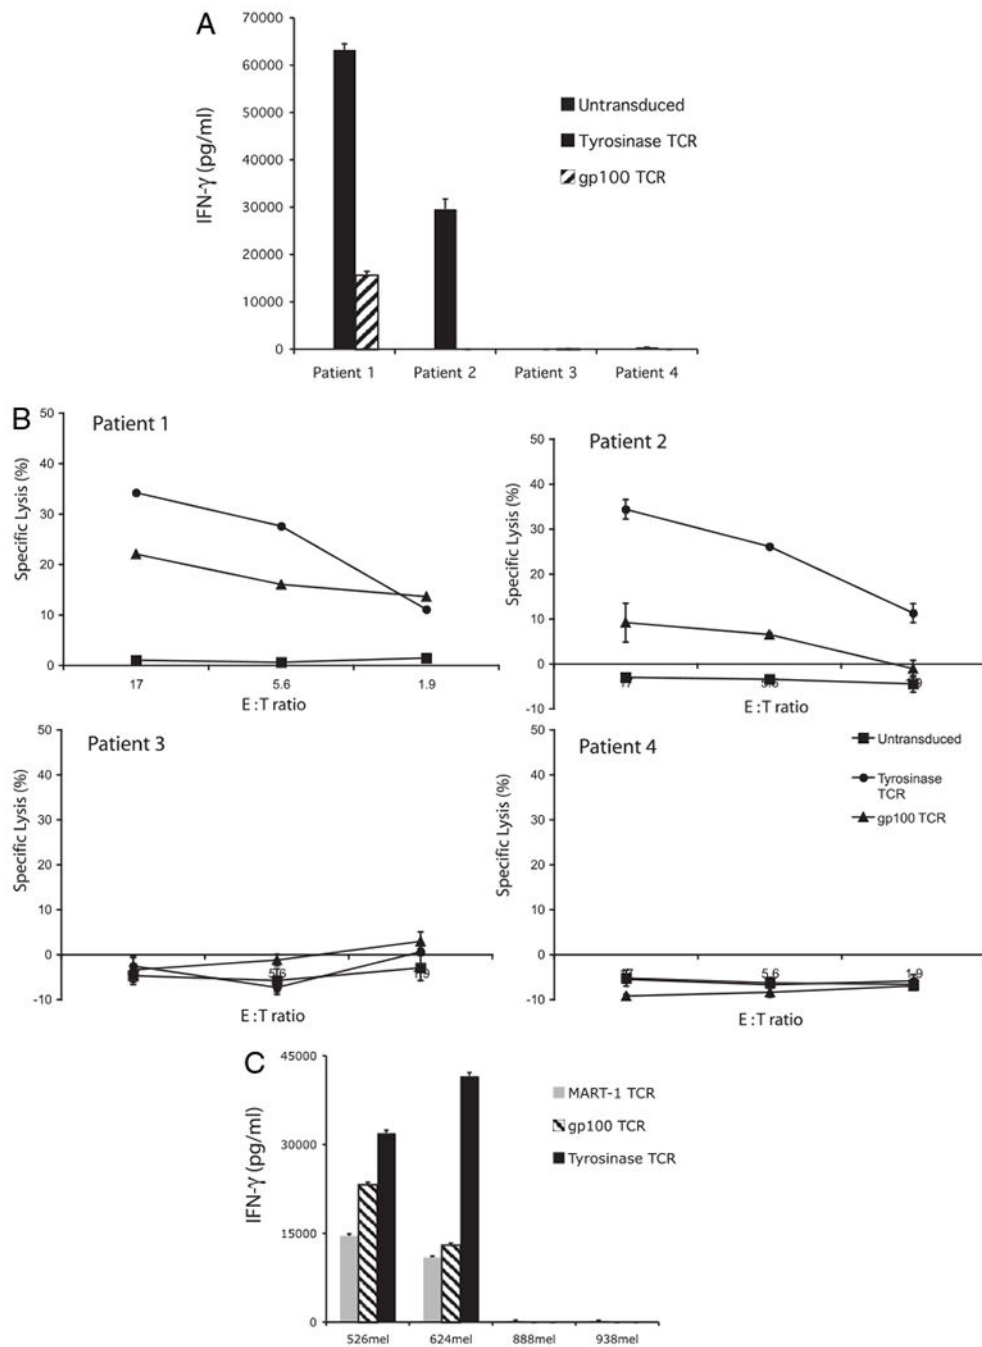 A
70000
60000
50000
40000
30000
20000
10000
0
IFN-γ (pg/ml)
Untransduced
Tyrosinase TCR
gp100 TCR
Patient 1 Patient 2 Patient 3 Patient 4
B
Patient 1
50
40
30
20
10
0
Specific Lysis (%)
17 5.6 1.9
E:T ratio
Patient 2
50
40
30
20
10
0
-10
Specific Lysis (%)
E:T ratio
Patient 3
50
40
30
20
10
0
-10
Specific Lysis (%)
E:T ratio
Patient 4
50
40
30
20
10
0
-10
Specific Lysis (%)
5.6 1.9
E:T ratio
Untransduced
Tyrosinase
TCR
gp100 TCR
C
45000
30000
15000
0
IFN-γ (pg/ml)
MART-1 TCR
gp100 TCR
Tyrosinase TCR
526mel 624mel 888mel 938mel